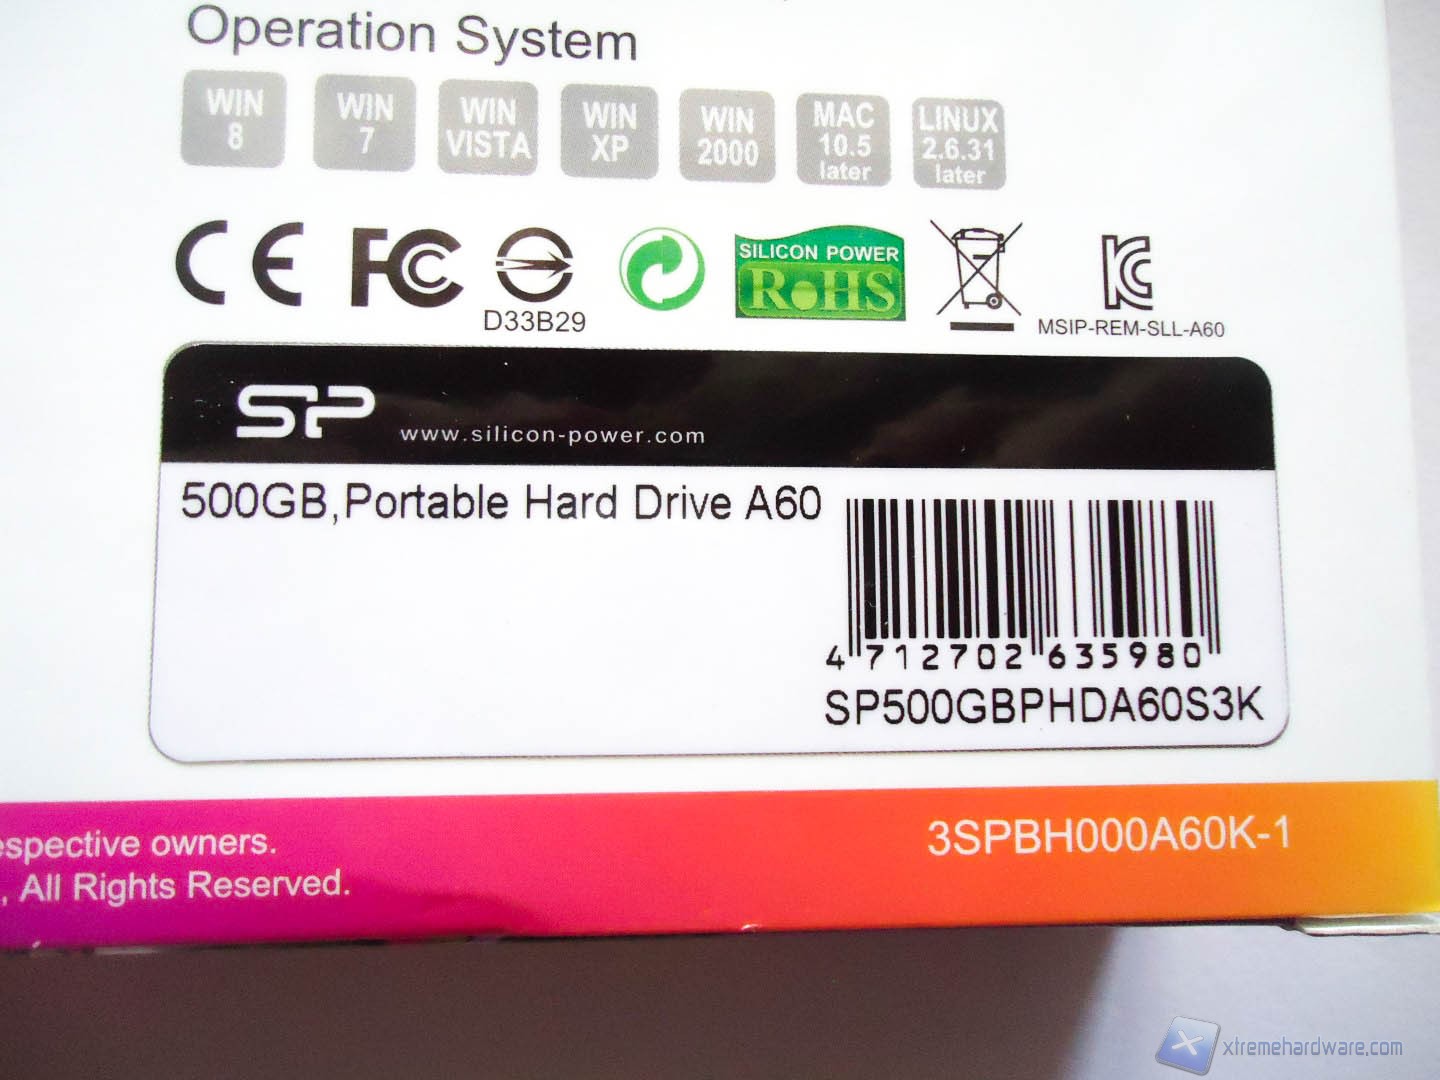 Operation System
WIN 8
WIN 7
WIN VISTA
WIN XP
WIN 2000
MAC 10.5 later
LINUX 2.6.31 later
CE
FC
D33B29
SILICON POWER
RoHS
MSIP-REM-SLL-A60
SP www.silicon-power.com
500GB,Portable Hard Drive A60
4 712702 635980
SP500GBPHDA60S3K
owners.
, All Rights Reserved.
3SPBH000A60K-1
xtremehardware.com